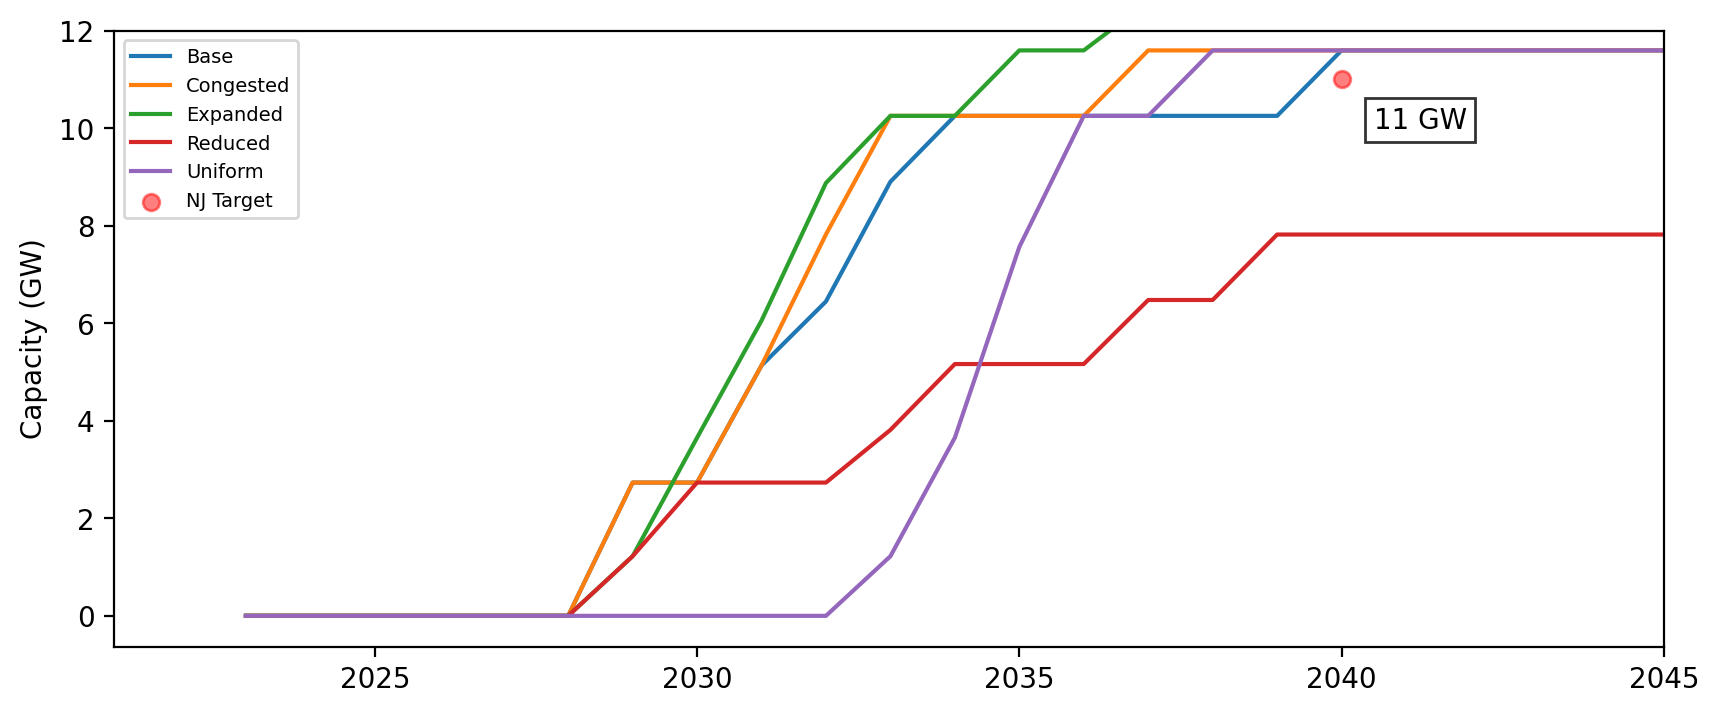 12
10
8
6
4
2
0
Capacity (GW)
Base
Congested
Expanded
Reduced
Uniform
NJ Target
11 GW
2025
2030
2035
2040
2045